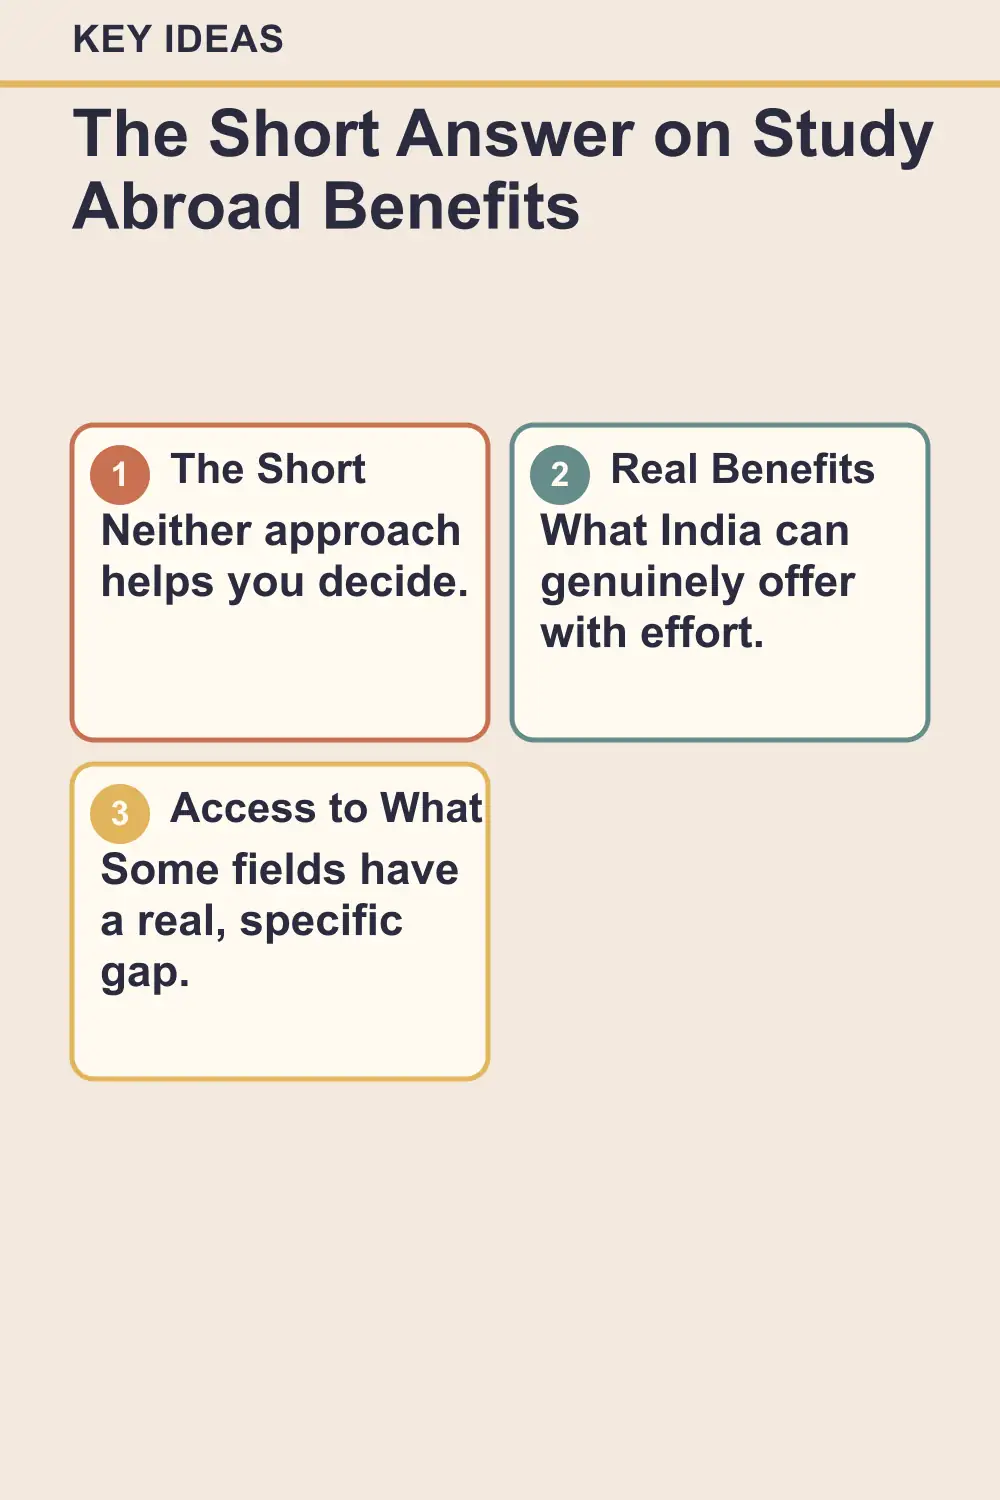 KEY IDEAS
The Short Answer on Study
Abroad Benefits
1 The Short
Neither approach
helps you decide.
2 Real Benefits
What India can
genuinely offer
with effort.
3 Access to What
Some fields have
a real, specific
gap.